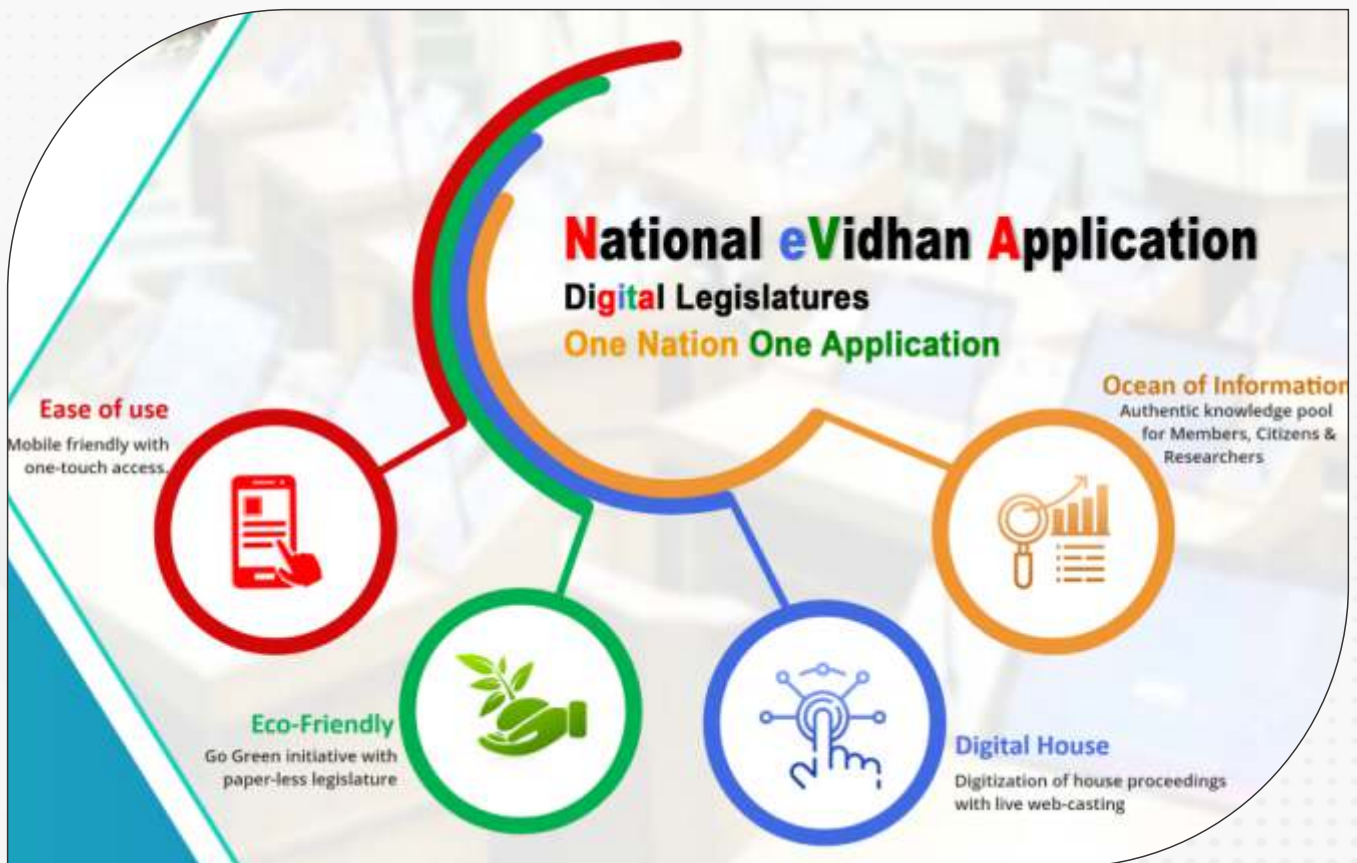 National eVidhan Application
Digital Legislatures
One Nation One Application
Ease of use
Mobile friendly with
one-touch access.
Eco-Friendly
Go Green initiative with
paper-less legislature
Digital House
Digitization of house proceedings
with live web-casting
Ocean of Information
Authentic knowledge pool
for Members, Citizens &
Researchers